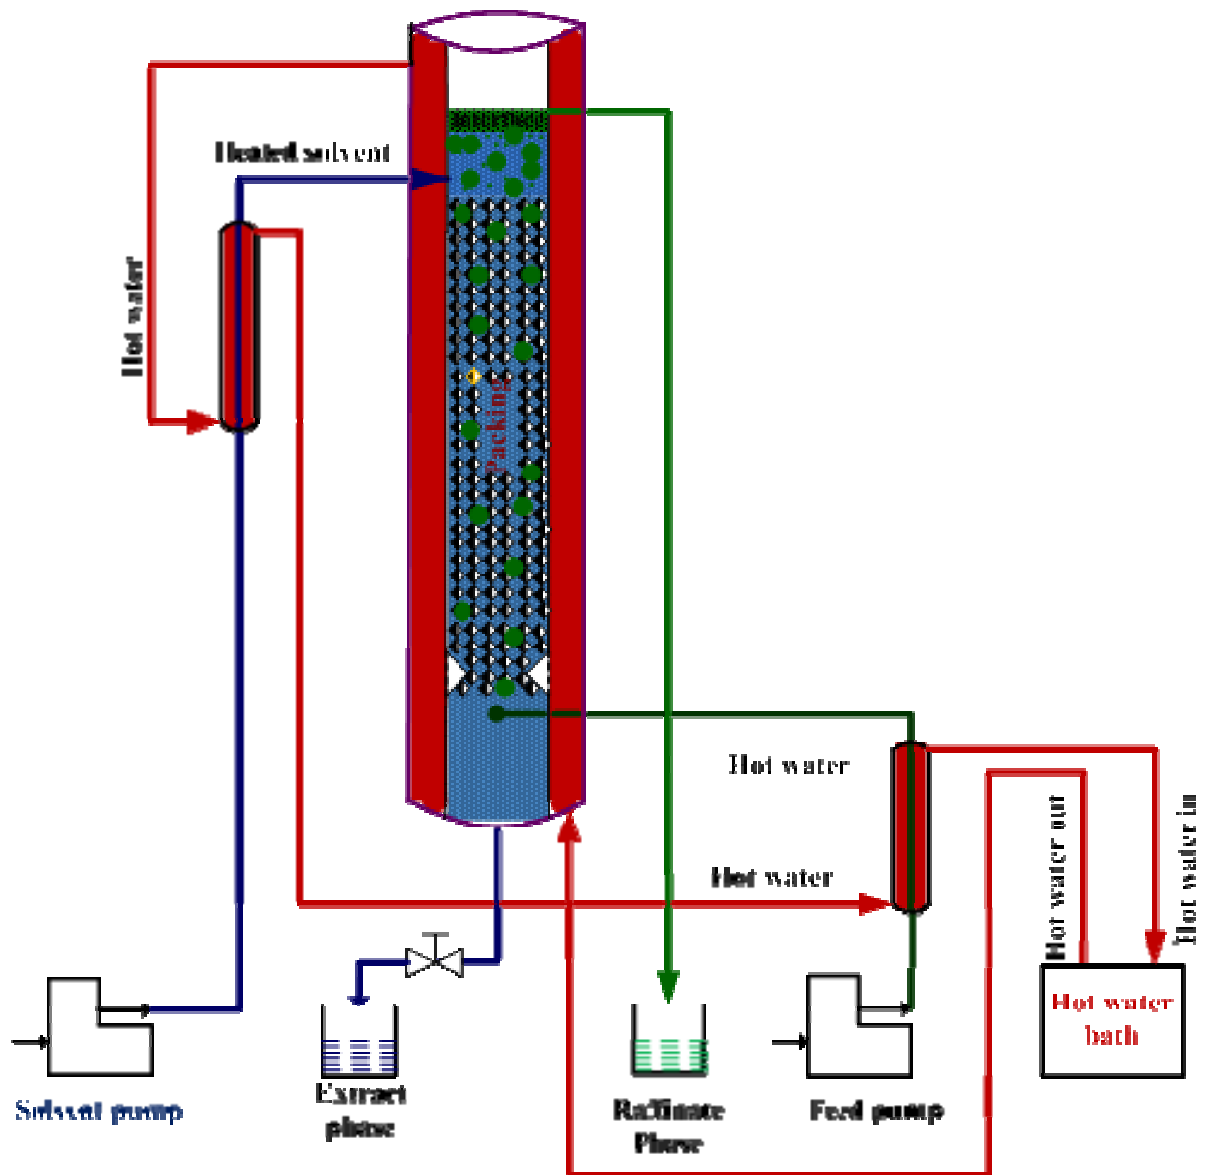 Heated solvent
Hot water
Packing
Hot water
Hot water
Hot water out
Hot water in
Hot water
bath
Solvent pump
Extract
phase
Raffinate
Phase
Feed pump